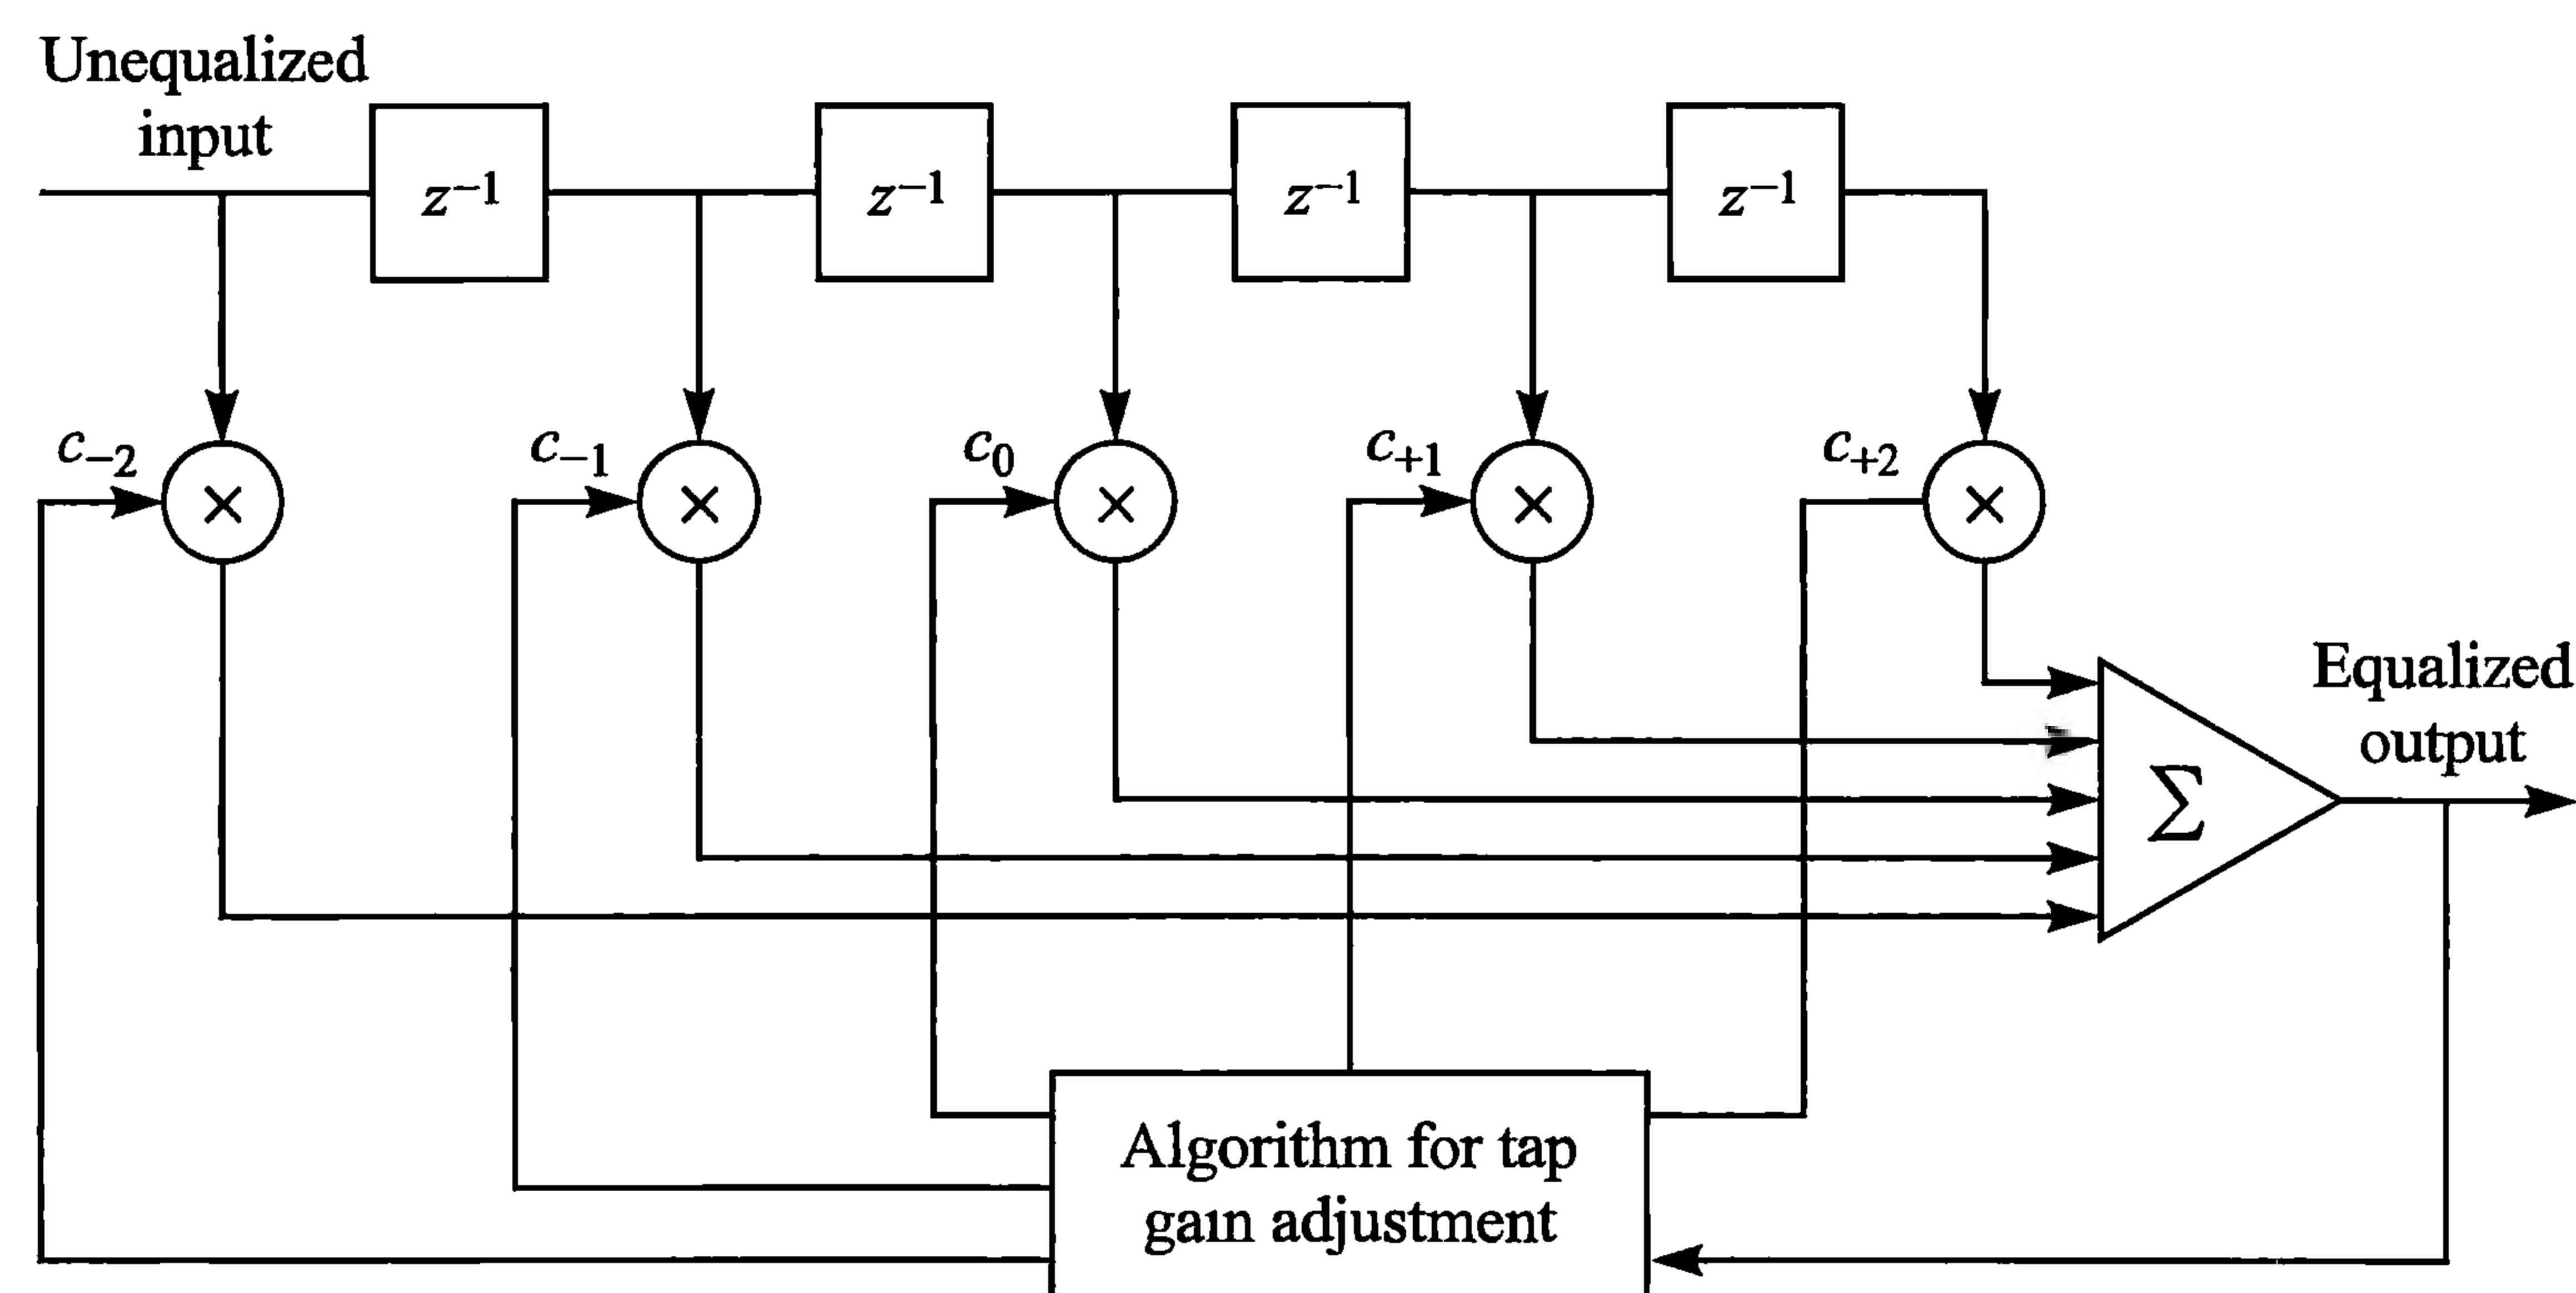 Unequalized
input
z⁻¹ z⁻¹ z⁻¹ z⁻¹
c₋₂ c₋₁ c₀ c₊₁ c₊₂
× × × × ×
Equalized
output
Σ
Algorithm for tap
gain adjustment